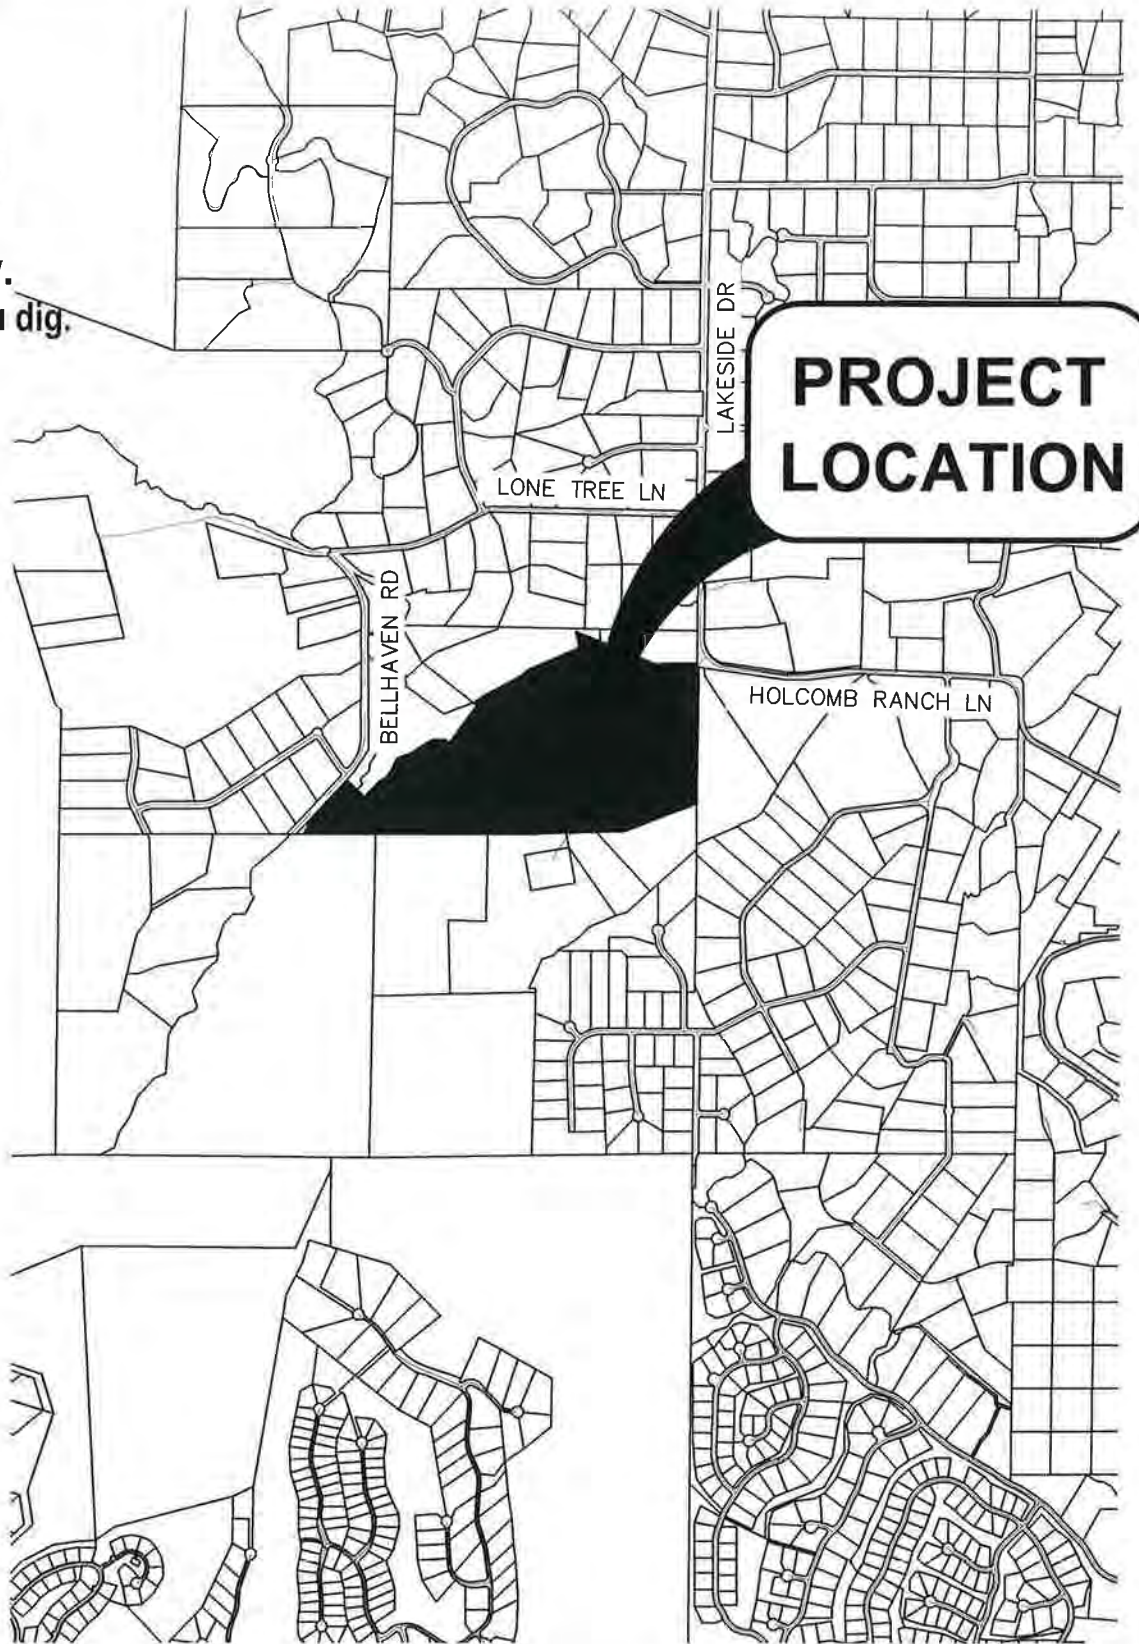 dig.
LAKESIDE DR
PROJECT
LOCATION
LONE TREE LN
BELLHAVEN RD
HOLCOMB RANCH LN